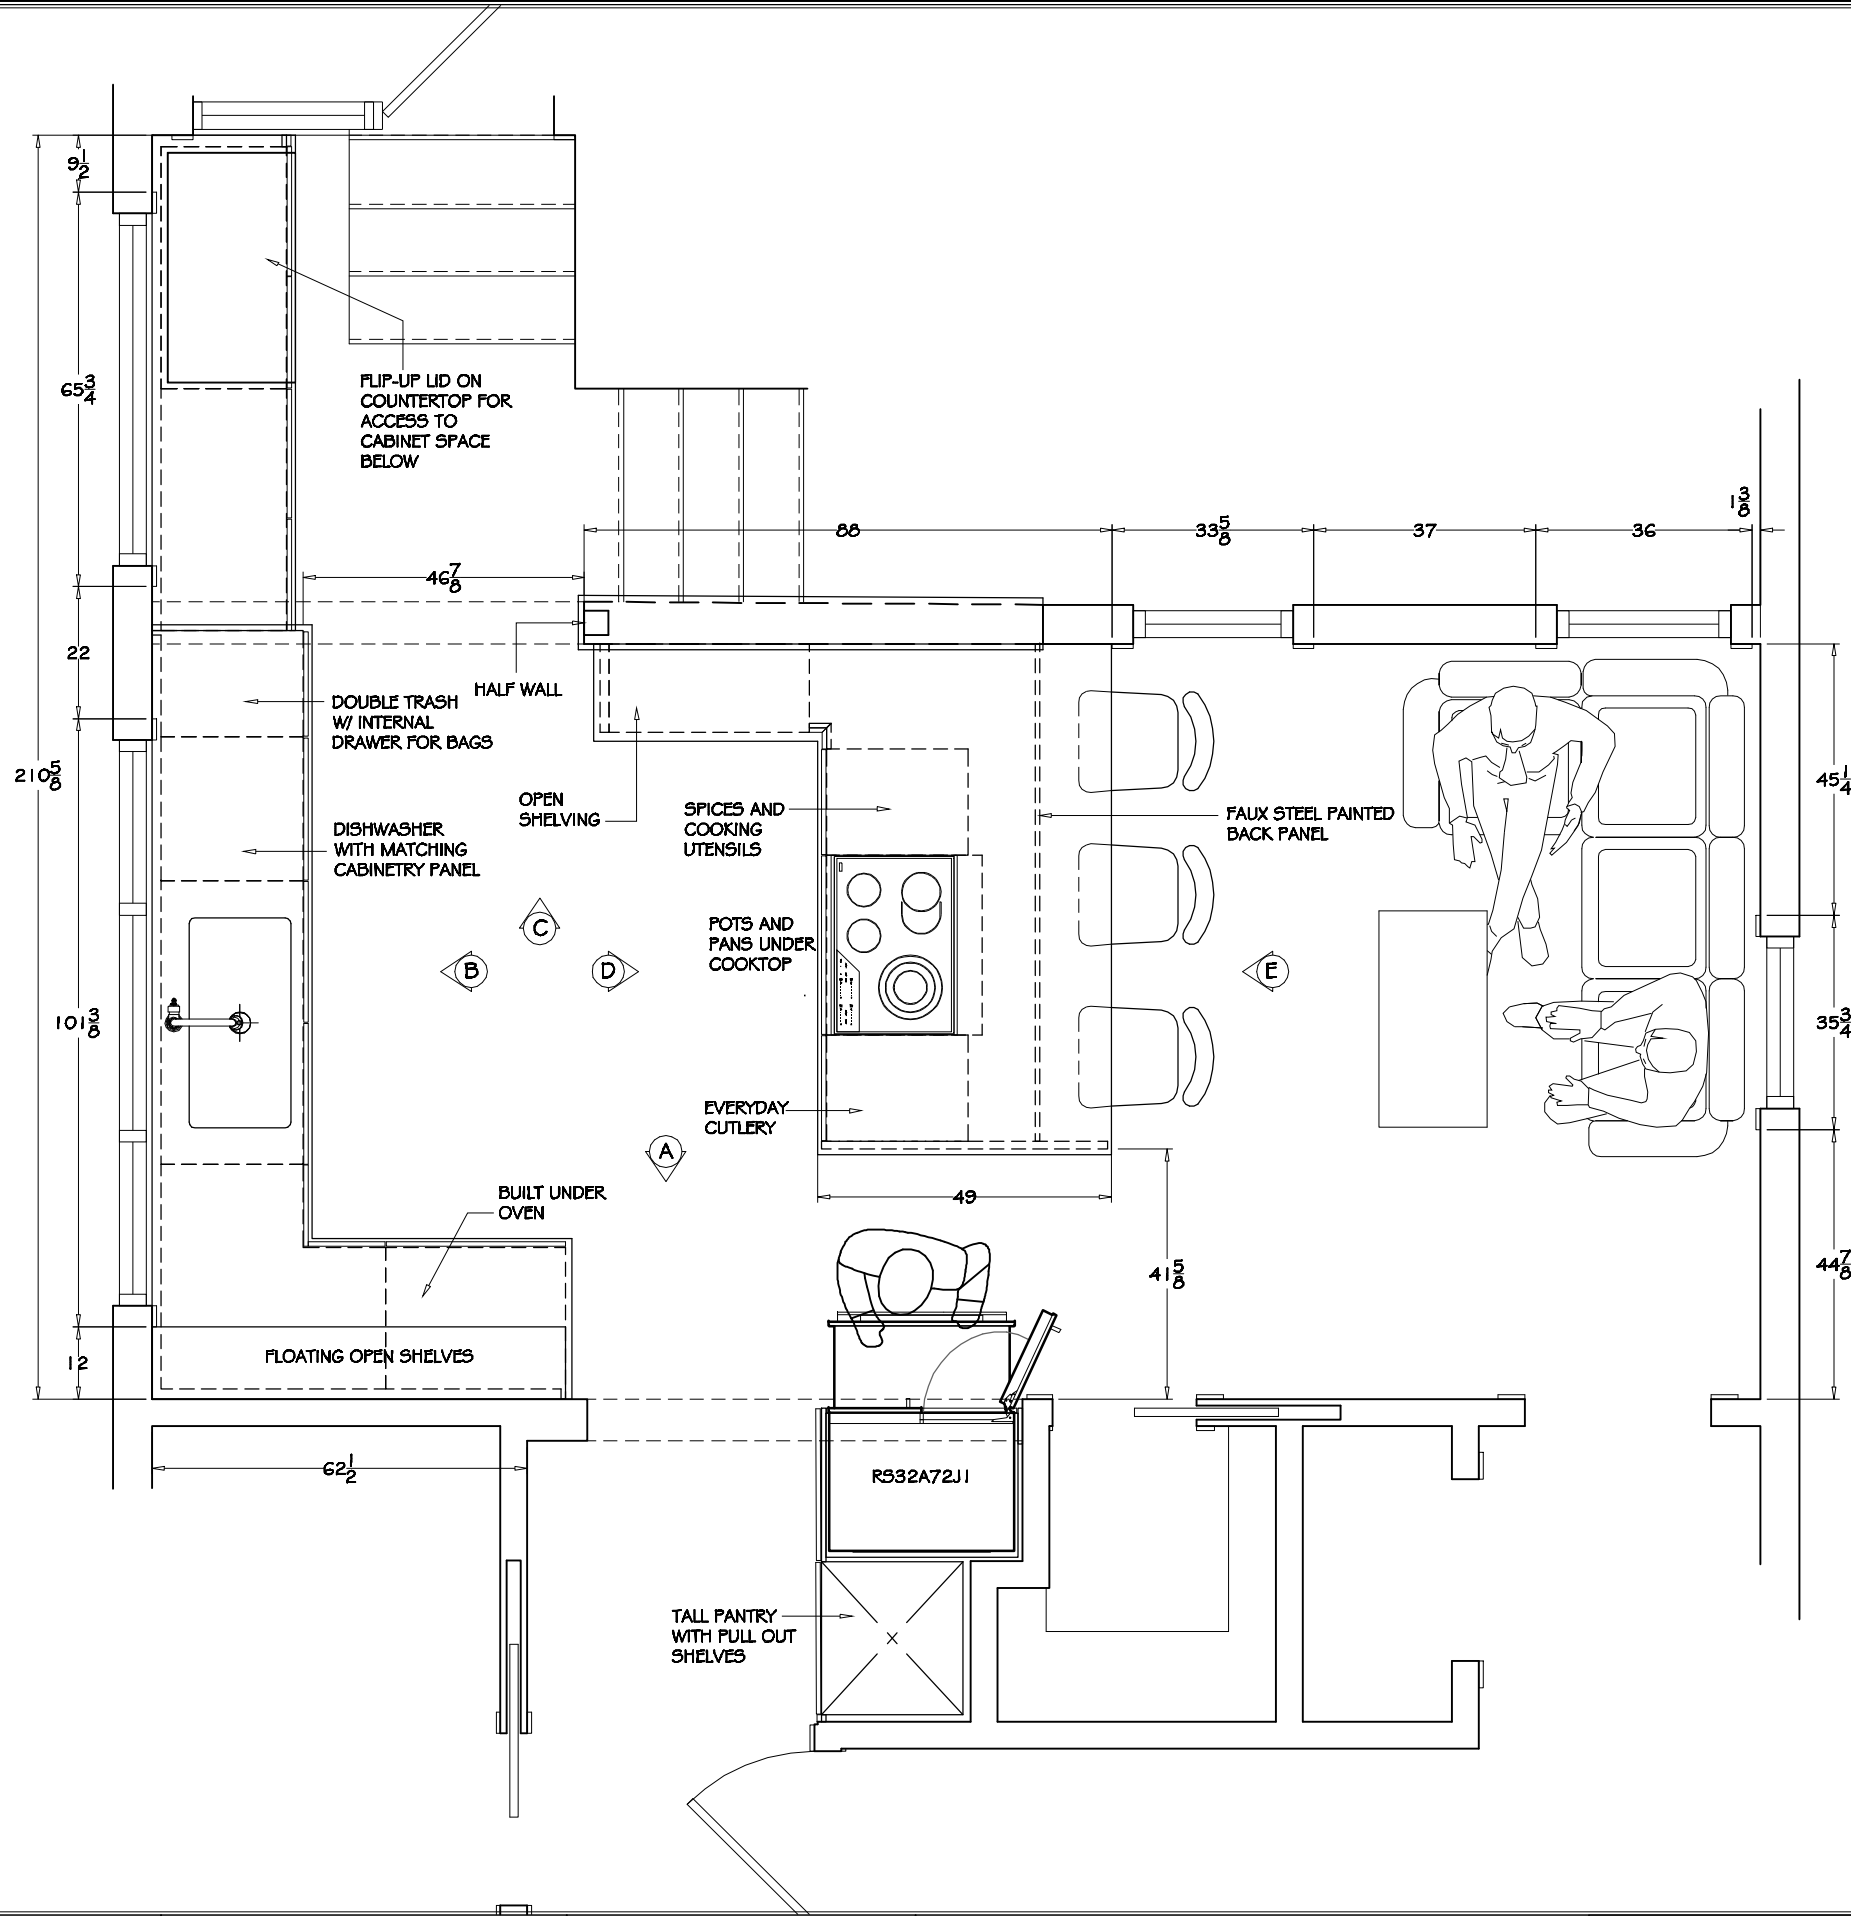 9 1/2
65 3/4
22
210 5/8
101 3/8
12
FLIP-UP LID ON
COUNTERTOP FOR
ACCESS TO
CABINET SPACE
BELOW
46 7/8
88
33 5/8
37
36
1 3/8
HALF WALL
DOUBLE TRASH
W/ INTERNAL
DRAWER FOR BAGS
OPEN
SHELVING
SPICES AND
COOKING
UTENSILS
FAUX STEEL PAINTED
BACK PANEL
45 1/4
DISHWASHER
WITH MATCHING
CABINETRY PANEL
C
B
D
POTS AND
PANS UNDER
COOKTOP
E
35 3/4
EVERYDAY
CUTLERY
A
BUILT UNDER
OVEN
49
41 5/8
44 7/8
FLOATING OPEN SHELVES
62 1/2
RS32A72J1
TALL PANTRY
WITH PULL OUT
SHELVES